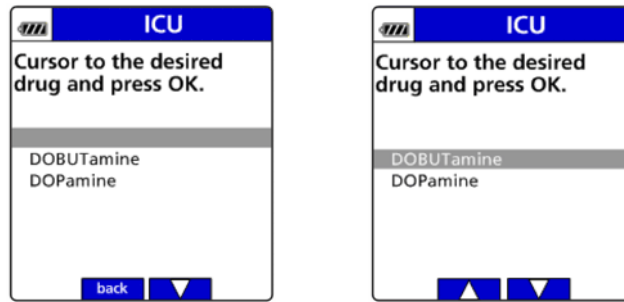 ICU
Cursor to the desired
drug and press OK.
DOBUTamine
DOPamine
back
ICU
Cursor to the desired
drug and press OK.
DOBUTamine
DOPamine